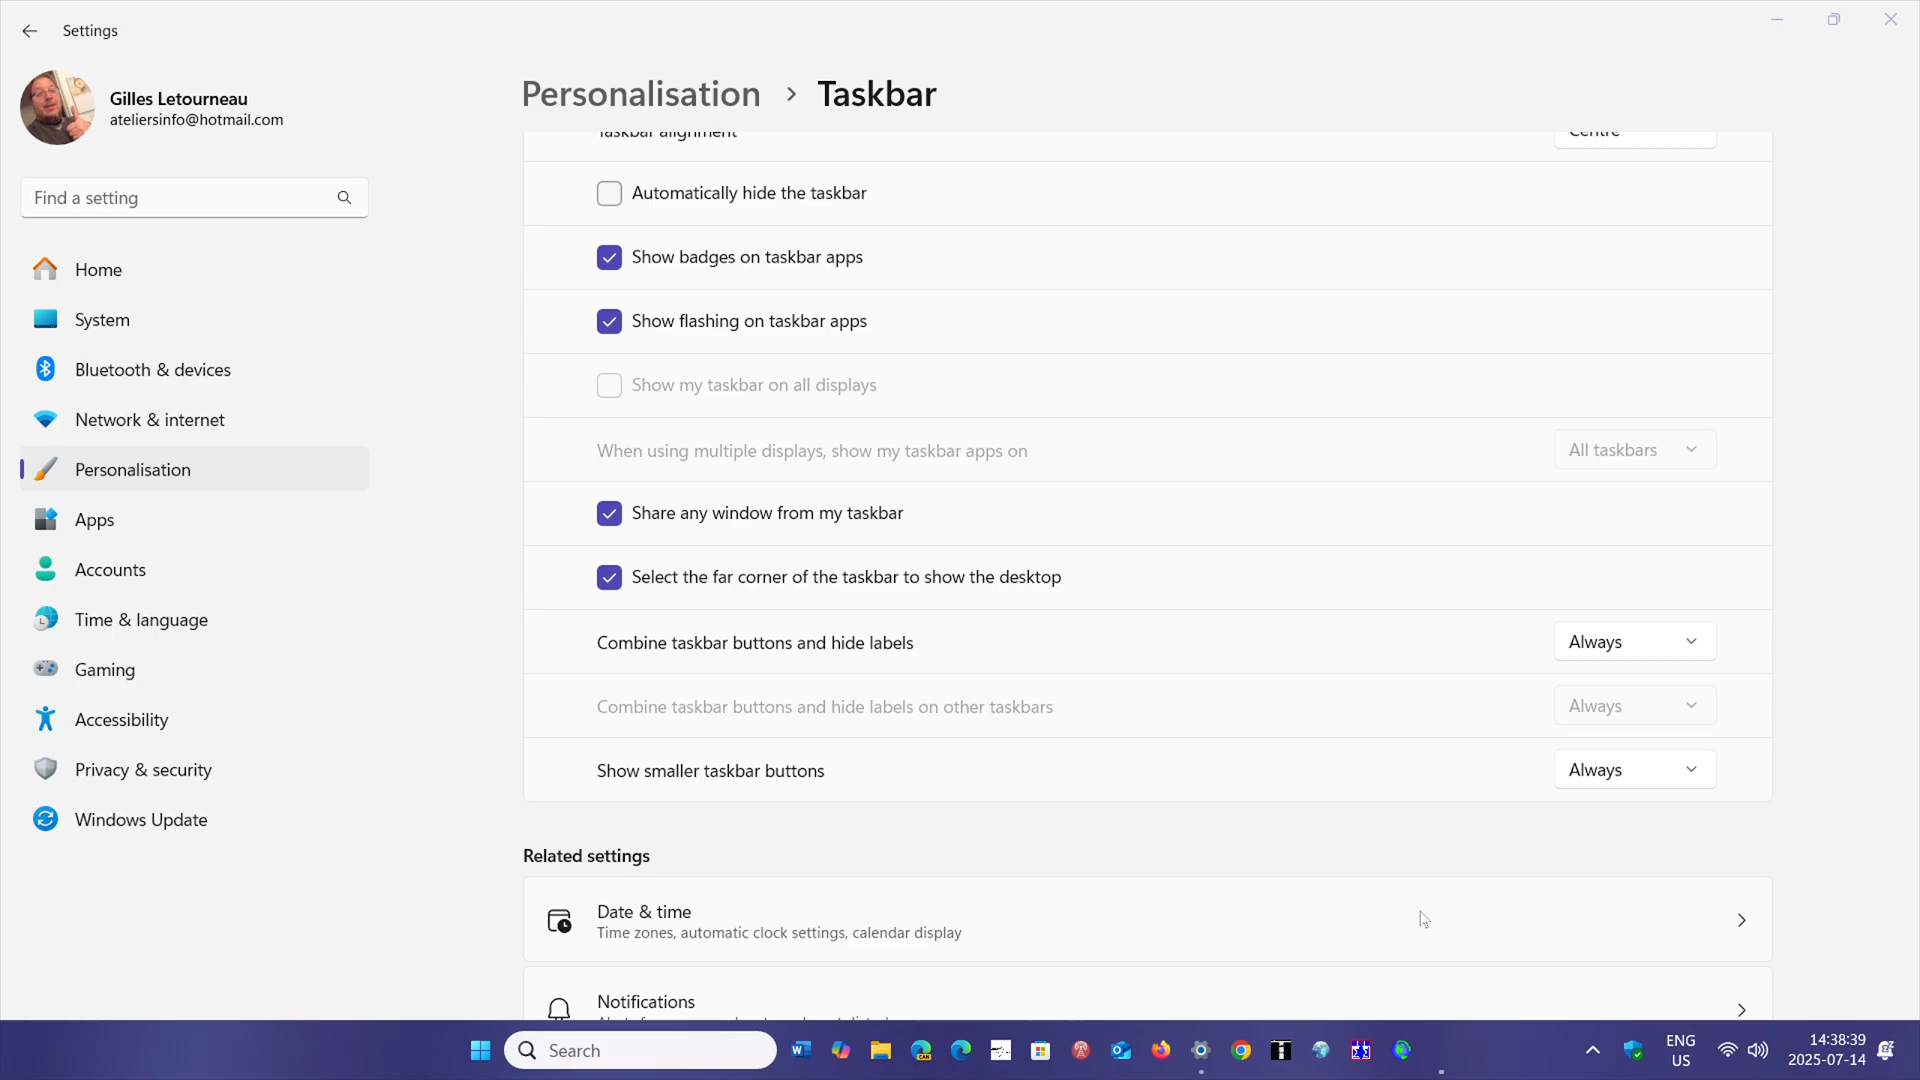 Settings
Gilles Letourneau
ateliersinfo@hotmail.com
Find a setting
Home
System
Bluetooth & devices
Network & internet
Personalisation
Apps
Accounts
Time & language
Gaming
Accessibility
Privacy & security
Windows Update
Personalisation > Taskbar
Taskbar alignment Centre
Automatically hide the taskbar
Show badges on taskbar apps
Show flashing on taskbar apps
Show my taskbar on all displays
When using multiple displays, show my taskbar apps on All taskbars
Share any window from my taskbar
Select the far corner of the taskbar to show the desktop
Combine taskbar buttons and hide labels Always
Combine taskbar buttons and hide labels on other taskbars Always
Show smaller taskbar buttons Always
Related settings
Date & time
Time zones, automatic clock settings, calendar display
Notifications
Search
ENG
US
14:38:39
2025-07-14